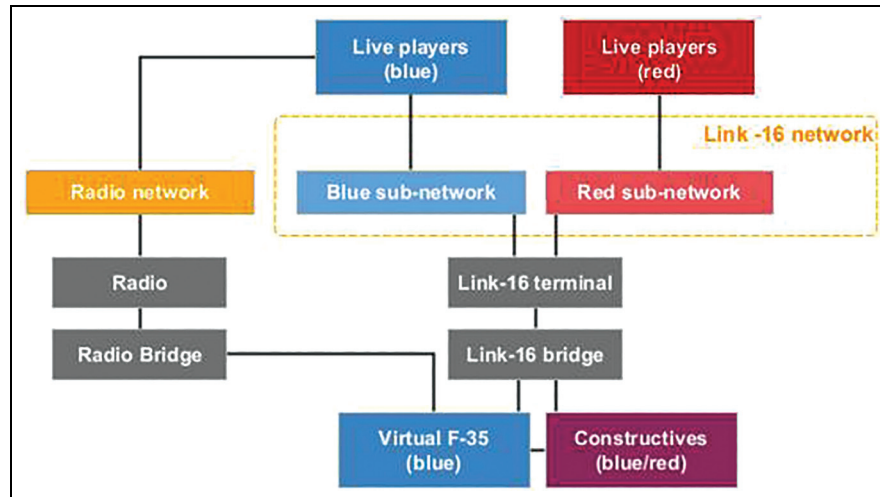 Live players
(blue)
Live players
(red)
Link -16 network
Radio network
Blue sub-network
Red sub-network
Radio
Link-16 terminal
Radio Bridge
Link-16 bridge
Virtual F-35
(blue)
Constructives
(blue/red)